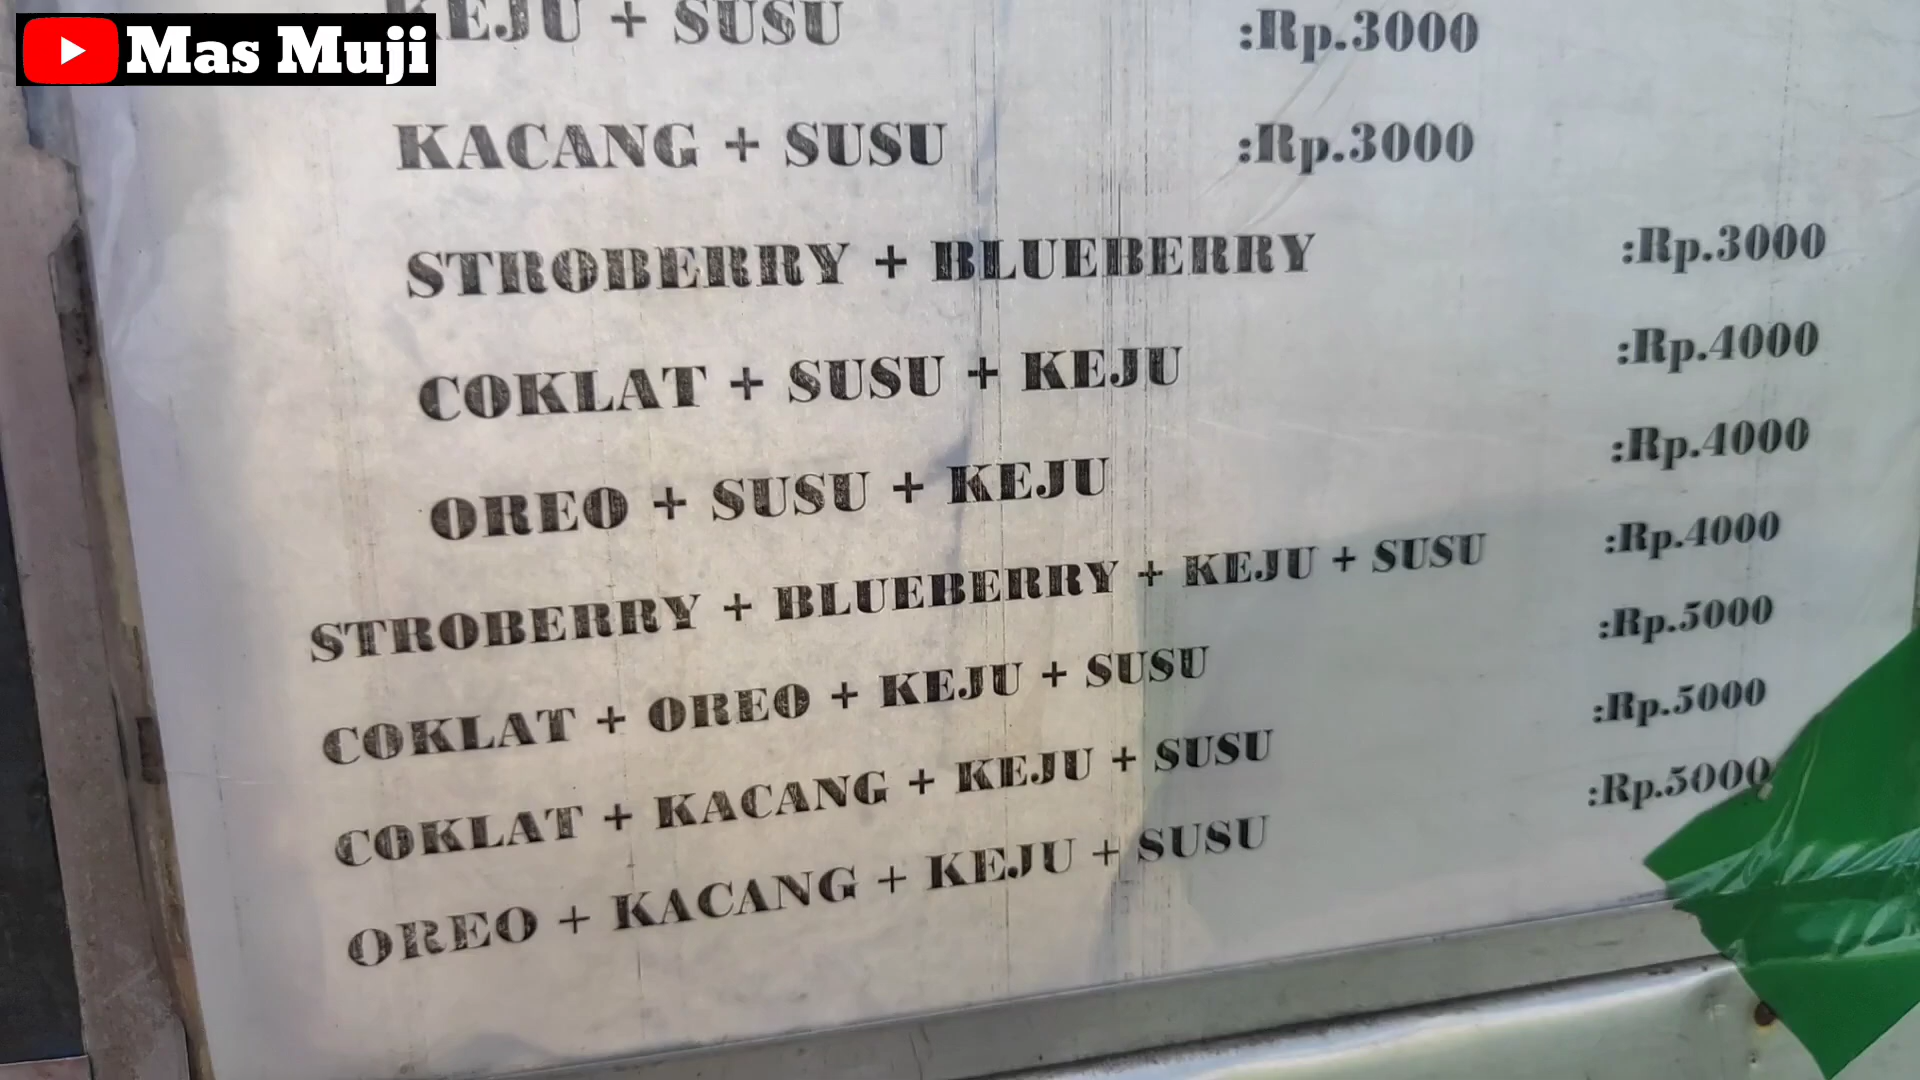 Mas Muji
KEJU + SUSU :Rp.3000
KACANG + SUSU :Rp.3000
STROBERRY + BLUEBERRY :Rp.3000
COKLAT + SUSU + KEJU :Rp.4000
OREO + SUSU + KEJU :Rp.4000
STROBERRY + BLUEBERRY + KEJU + SUSU :Rp.4000
COKLAT + OREO + KEJU + SUSU :Rp.5000
COKLAT + KACANG + KEJU + SUSU :Rp.5000
OREO + KACANG + KEJU + SUSU :Rp.5000